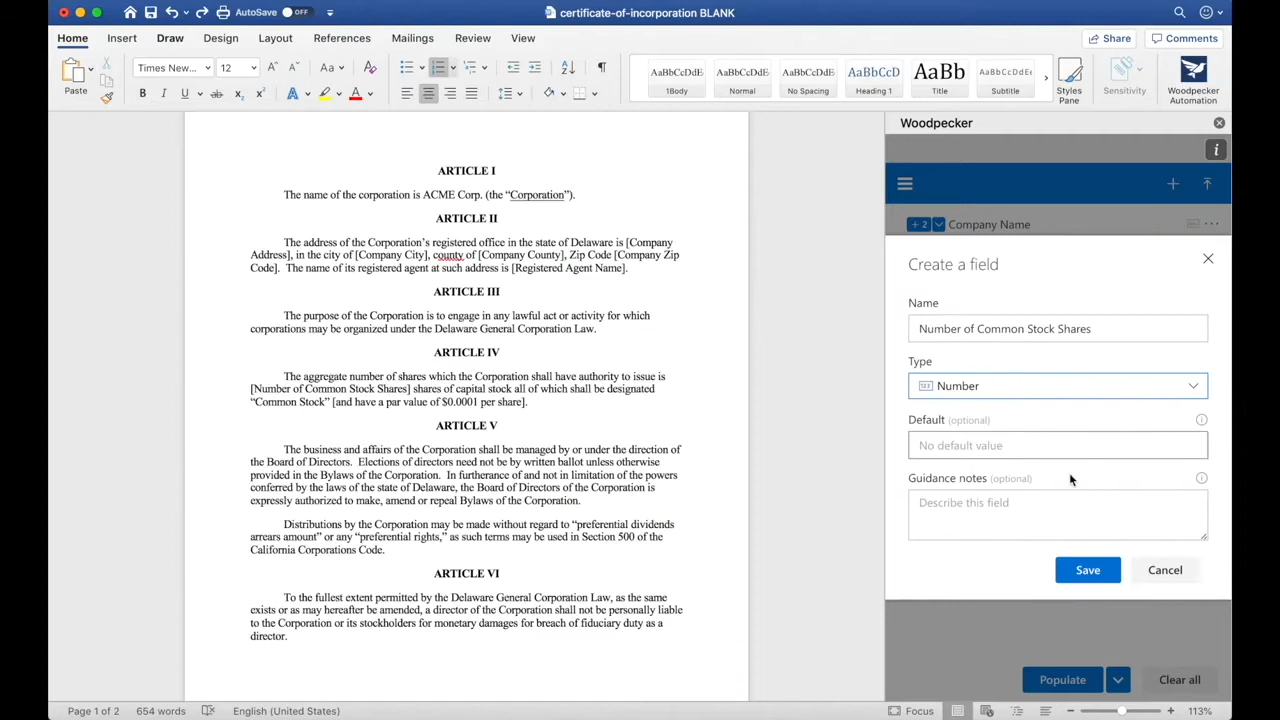 AutoSave OFF
certificate-of-incorporation BLANK
Home Insert Draw Design Layout References Mailings Review View
Share Comments
Paste
Times New... 12
AaBbCcDdE AaBbCcDdE AaBbCcDdE AaBbCcD AaBb AaBbCcDdE
1Body Normal No Spacing Heading 1 Title Subtitle
Styles
Pane
Sensitivity
Woodpecker
Automation
ARTICLE I
The name of the corporation is ACME Corp. (the “Corporation”).
ARTICLE II
The address of the Corporation’s registered office in the state of Delaware is [Company
Address], in the city of [Company City], county of [Company County], Zip Code [Company Zip
Code]. The name of its registered agent at such address is [Registered Agent Name].
ARTICLE III
The purpose of the Corporation is to engage in any lawful act or activity for which
corporations may be organized under the Delaware General Corporation Law.
ARTICLE IV
The aggregate number of shares which the Corporation shall have authority to issue is
[Number of Common Stock Shares] shares of capital stock all of which shall be designated
“Common Stock” [and have a par value of $0.0001 per share].
ARTICLE V
The business and affairs of the Corporation shall be managed by or under the direction of
the Board of Directors. Elections of directors need not be by written ballot unless otherwise
provided in the Bylaws of the Corporation. In furtherance of and not in limitation of the powers
conferred by the laws of the state of Delaware, the Board of Directors of the Corporation is
expressly authorized to make, amend or repeal Bylaws of the Corporation.
Distributions by the Corporation may be made without regard to “preferential dividends
arrears amount” or any “preferential rights,” as such terms may be used in Section 500 of the
California Corporations Code.
ARTICLE VI
To the fullest extent permitted by the Delaware General Corporation Law, as the same
exists or as may hereafter be amended, a director of the Corporation shall not be personally liable
to the Corporation or its stockholders for monetary damages for breach of fiduciary duty as a
director.
Woodpecker
+ 2 Company Name
Create a field
Name
Number of Common Stock Shares
Type
123 Number
Default (optional)
No default value
Guidance notes (optional)
Describe this field
Save Cancel
Populate Clear all
Page 1 of 2 654 words English (United States) Focus 113%